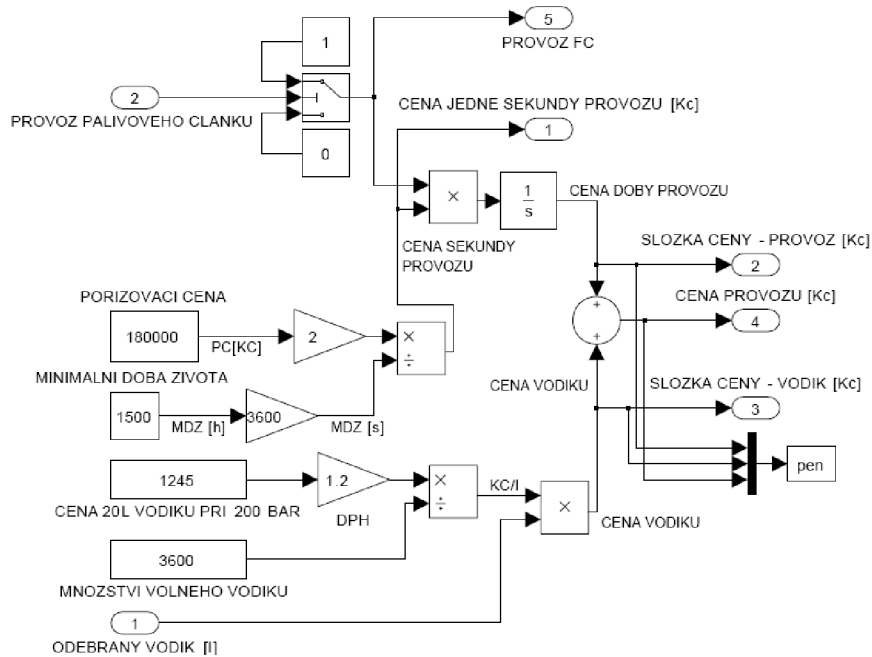 1
5
PROVOZ FC
2
PROVOZ PALIVOVEHO CLANKU
0
CENA JEDNE SEKUNDY PROVOZU [Kc]
1
×
1
s
CENA DOBY PROVOZU
CENA SEKUNDY
PROVOZU
SLOZKA CENY - PROVOZ [Kc]
2
PORIZOVACI CENA
180000
PC[KC]
2
×
÷
+
+
CENA PROVOZU [Kc]
4
MINIMALNI DOBA ZIVOTA
1500
MDZ [h]
3600
MDZ [s]
CENA VODIKU
SLOZKA CENY - VODIK [Kc]
3
pen
1245
CENA 20L VODIKU PRI 200 BAR
1.2
DPH
×
÷
KC/l
×
CENA VODIKU
3600
MNOZSTVI VOLNEHO VODIKU
1
ODEBRANY VODIK [l]